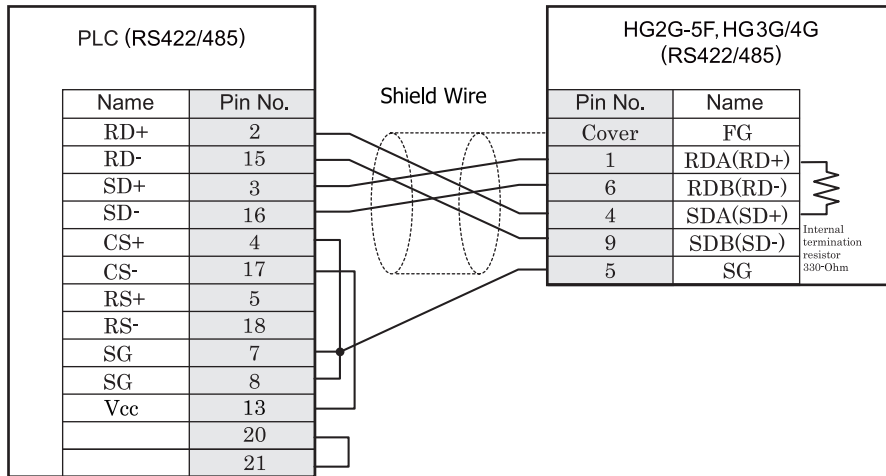 PLC (RS422/485)
Name Pin No.
RD+ 2
RD- 15
SD+ 3
SD- 16
CS+ 4
CS- 17
RS+ 5
RS- 18
SG 7
SG 8
Vcc 13
20
21
Shield Wire
HG2G-5F, HG3G/4G
(RS422/485)
Pin No. Name
Cover FG
1 RDA(RD+)
6 RDB(RD-)
4 SDA(SD+)
9 SDB(SD-)
5 SG
Internal
termination
resistor
330-Ohm